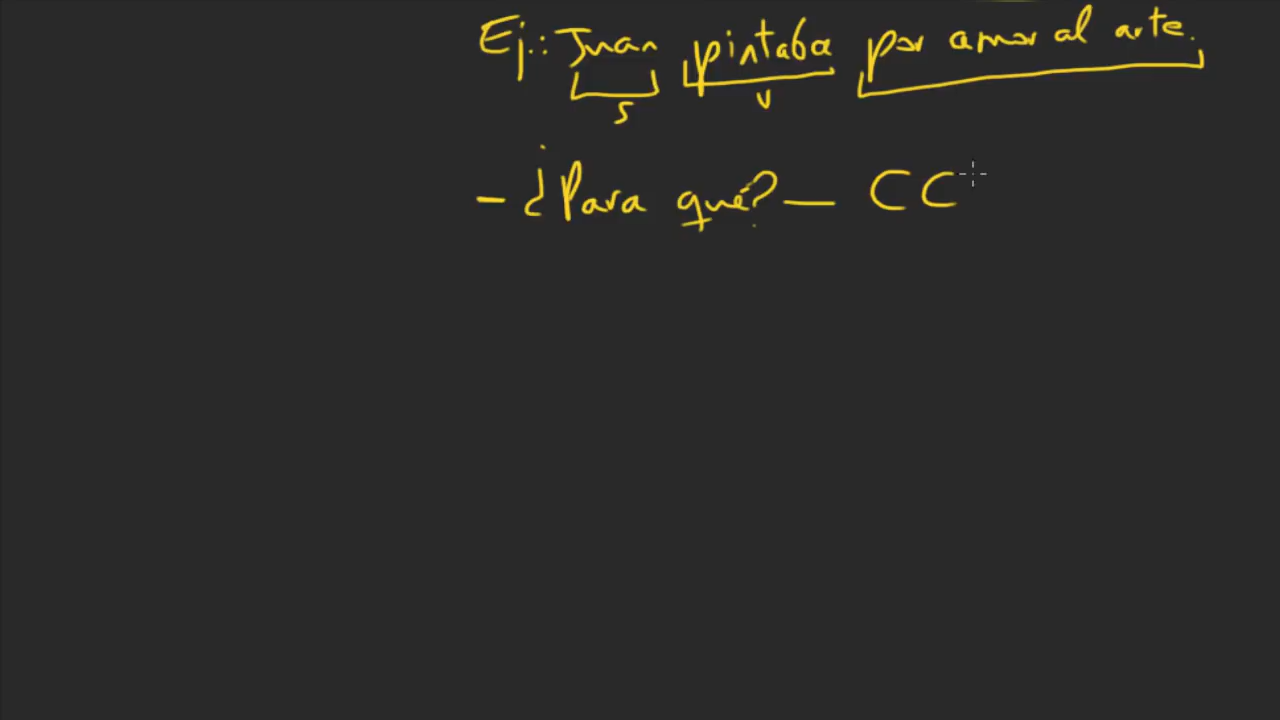 Ej.: Juan pintaba por amor al arte.
S V
- ¿Para qué? — CC